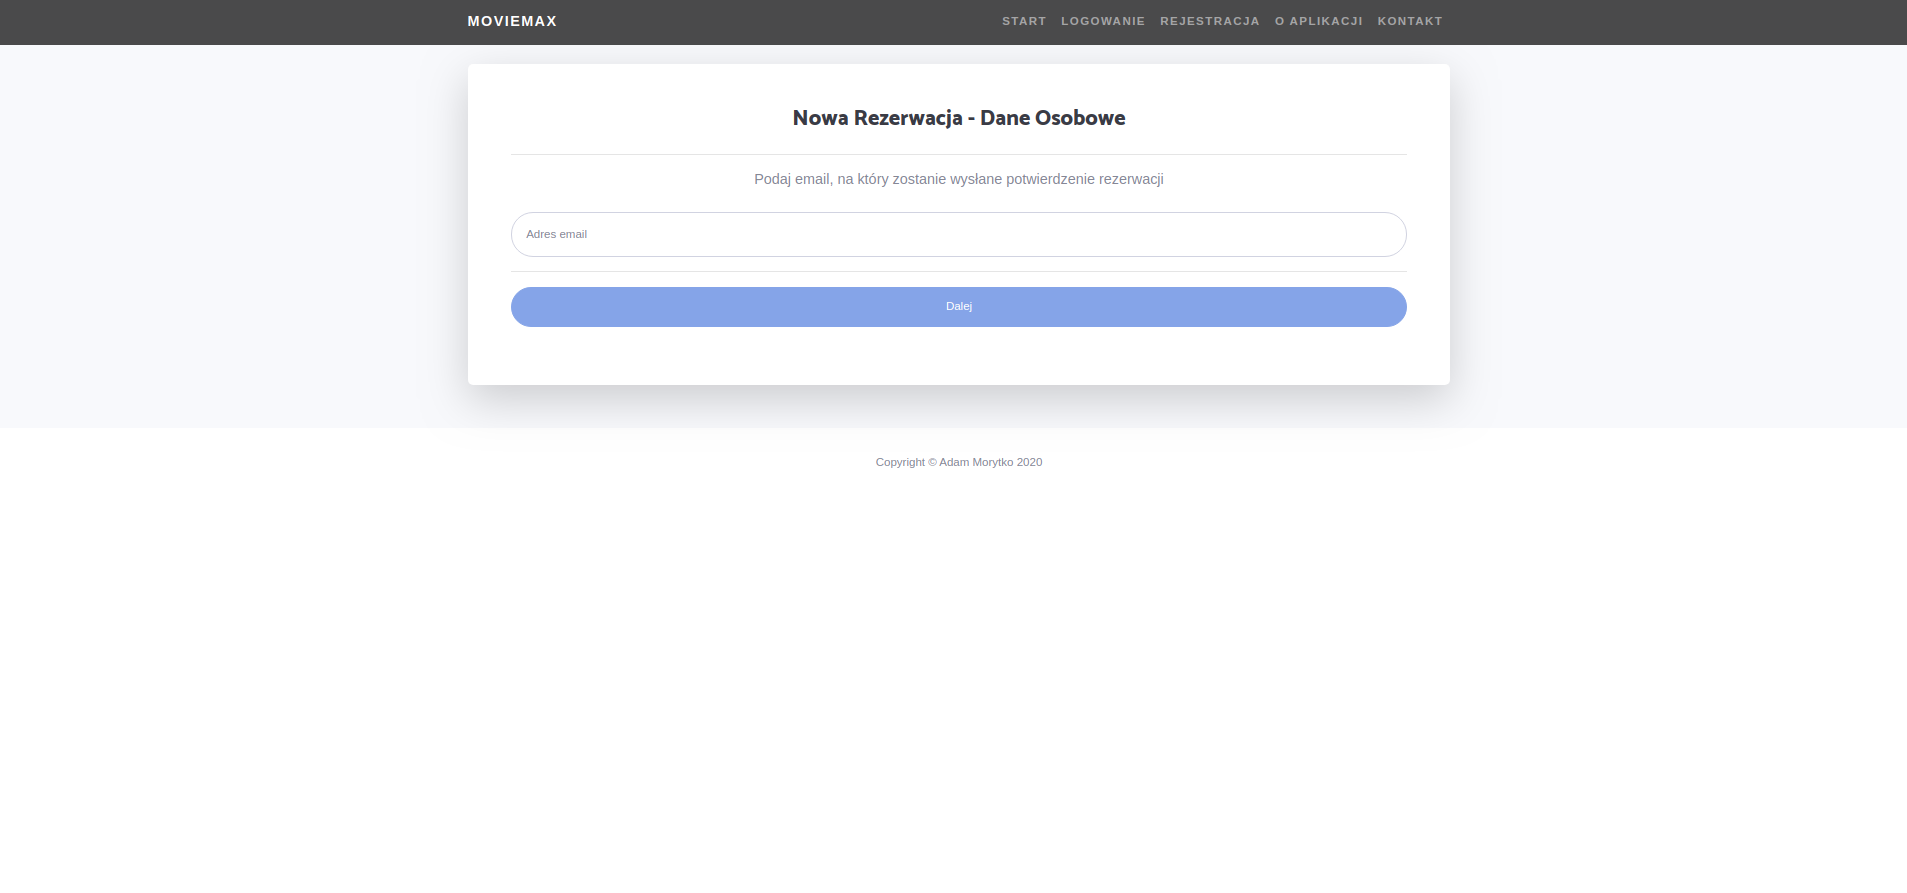 MOVIEMAX
START LOGOWANIE REJESTRACJA O APLIKACJI KONTAKT
Nowa Rezerwacja - Dane Osobowe
Podaj email, na który zostanie wysłane potwierdzenie rezerwacji
Adres email
Dalej
Copyright © Adam Morytko 2020